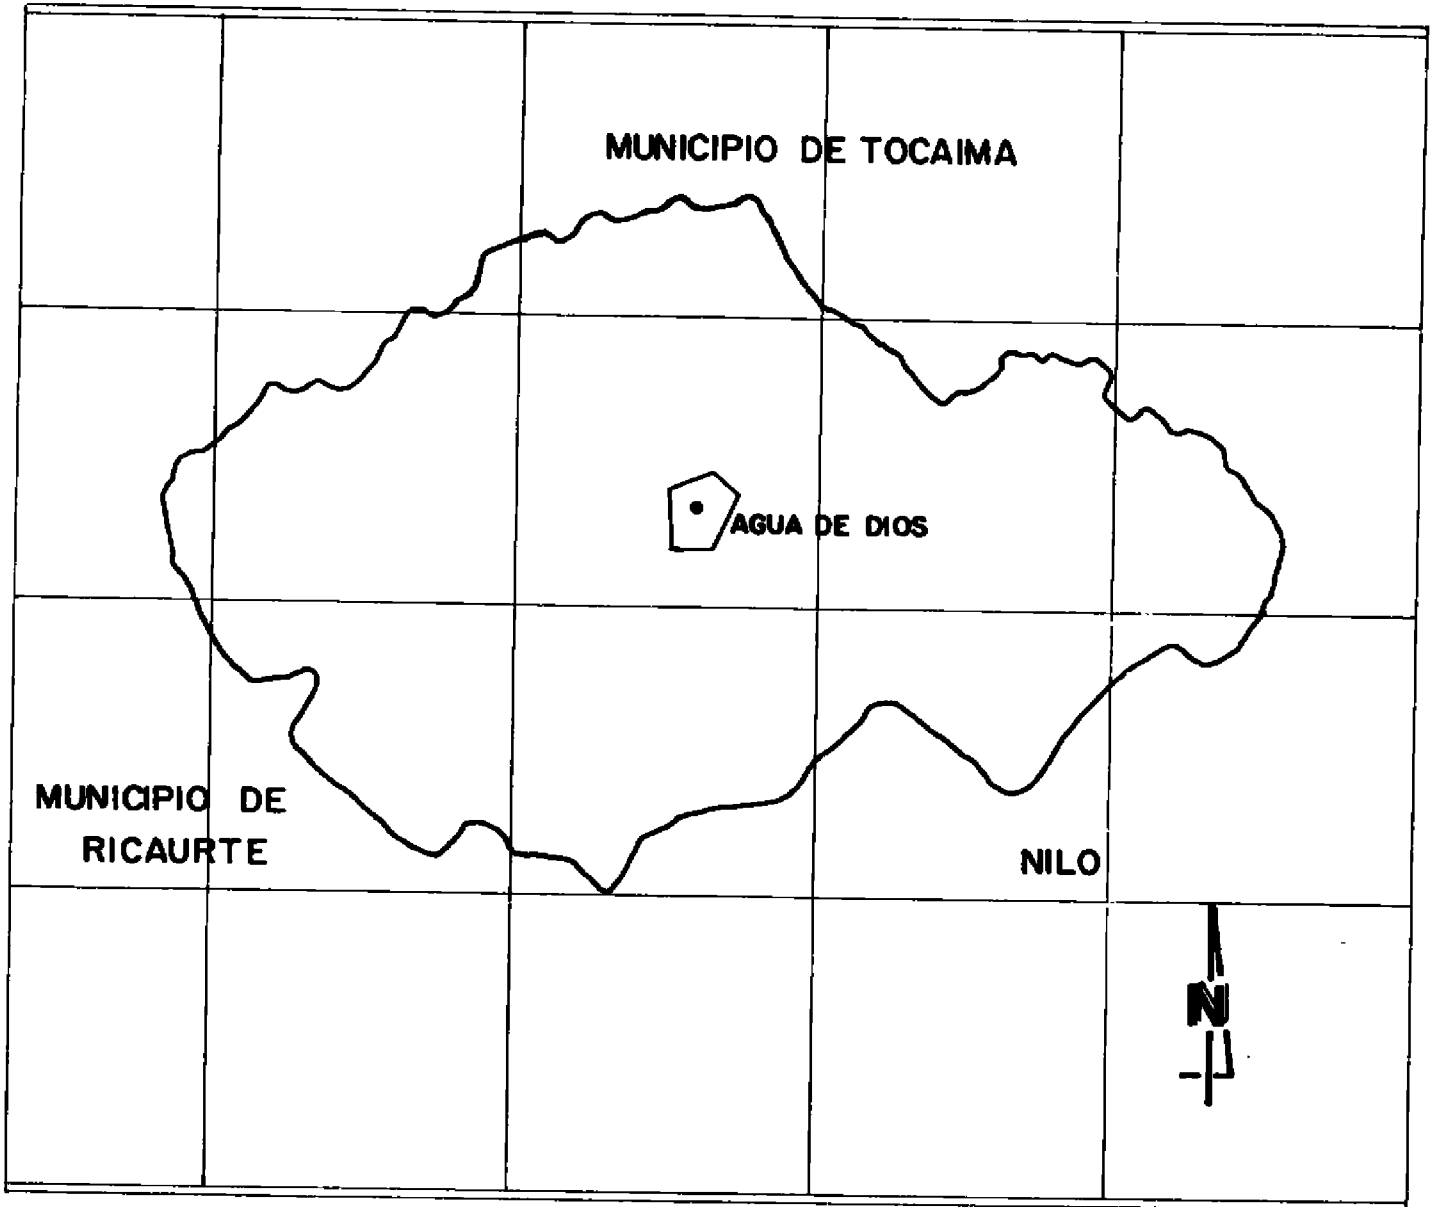 MUNICIPIO DE TOCAIMA
AGUA DE DIOS
MUNICIPIO DE
RICAURTE
NILO
N